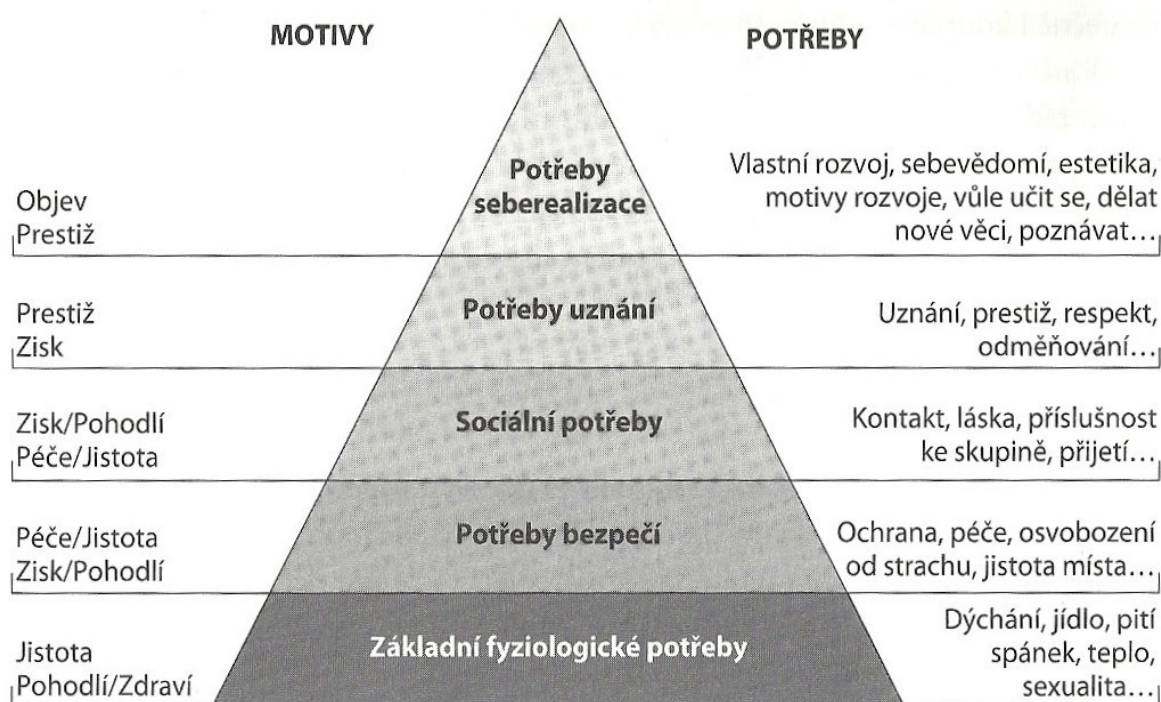 MOTIVY
POTŘEBY
Objev
Prestiž
Potřeby
seberealizace
Vlastní rozvoj, sebevědomí, estetika,
motivy rozvoje, vůle učit se, dělat
nové věci, poznávat...
Prestiž
Zisk
Potřeby uznání
Uznání, prestiž, respekt,
odměňování...
Zisk/Pohodlí
Péče/Jistota
Sociální potřeby
Kontakt, láska, příslušnost
ke skupině, přijetí...
Péče/Jistota
Zisk/Pohodlí
Potřeby bezpečí
Ochrana, péče, osvobození
od strachu, jistota místa...
Jistota
Pohodlí/Zdraví
Základní fyziologické potřeby
Dýchání, jídlo, pití
spánek, teplo,
sexualita...